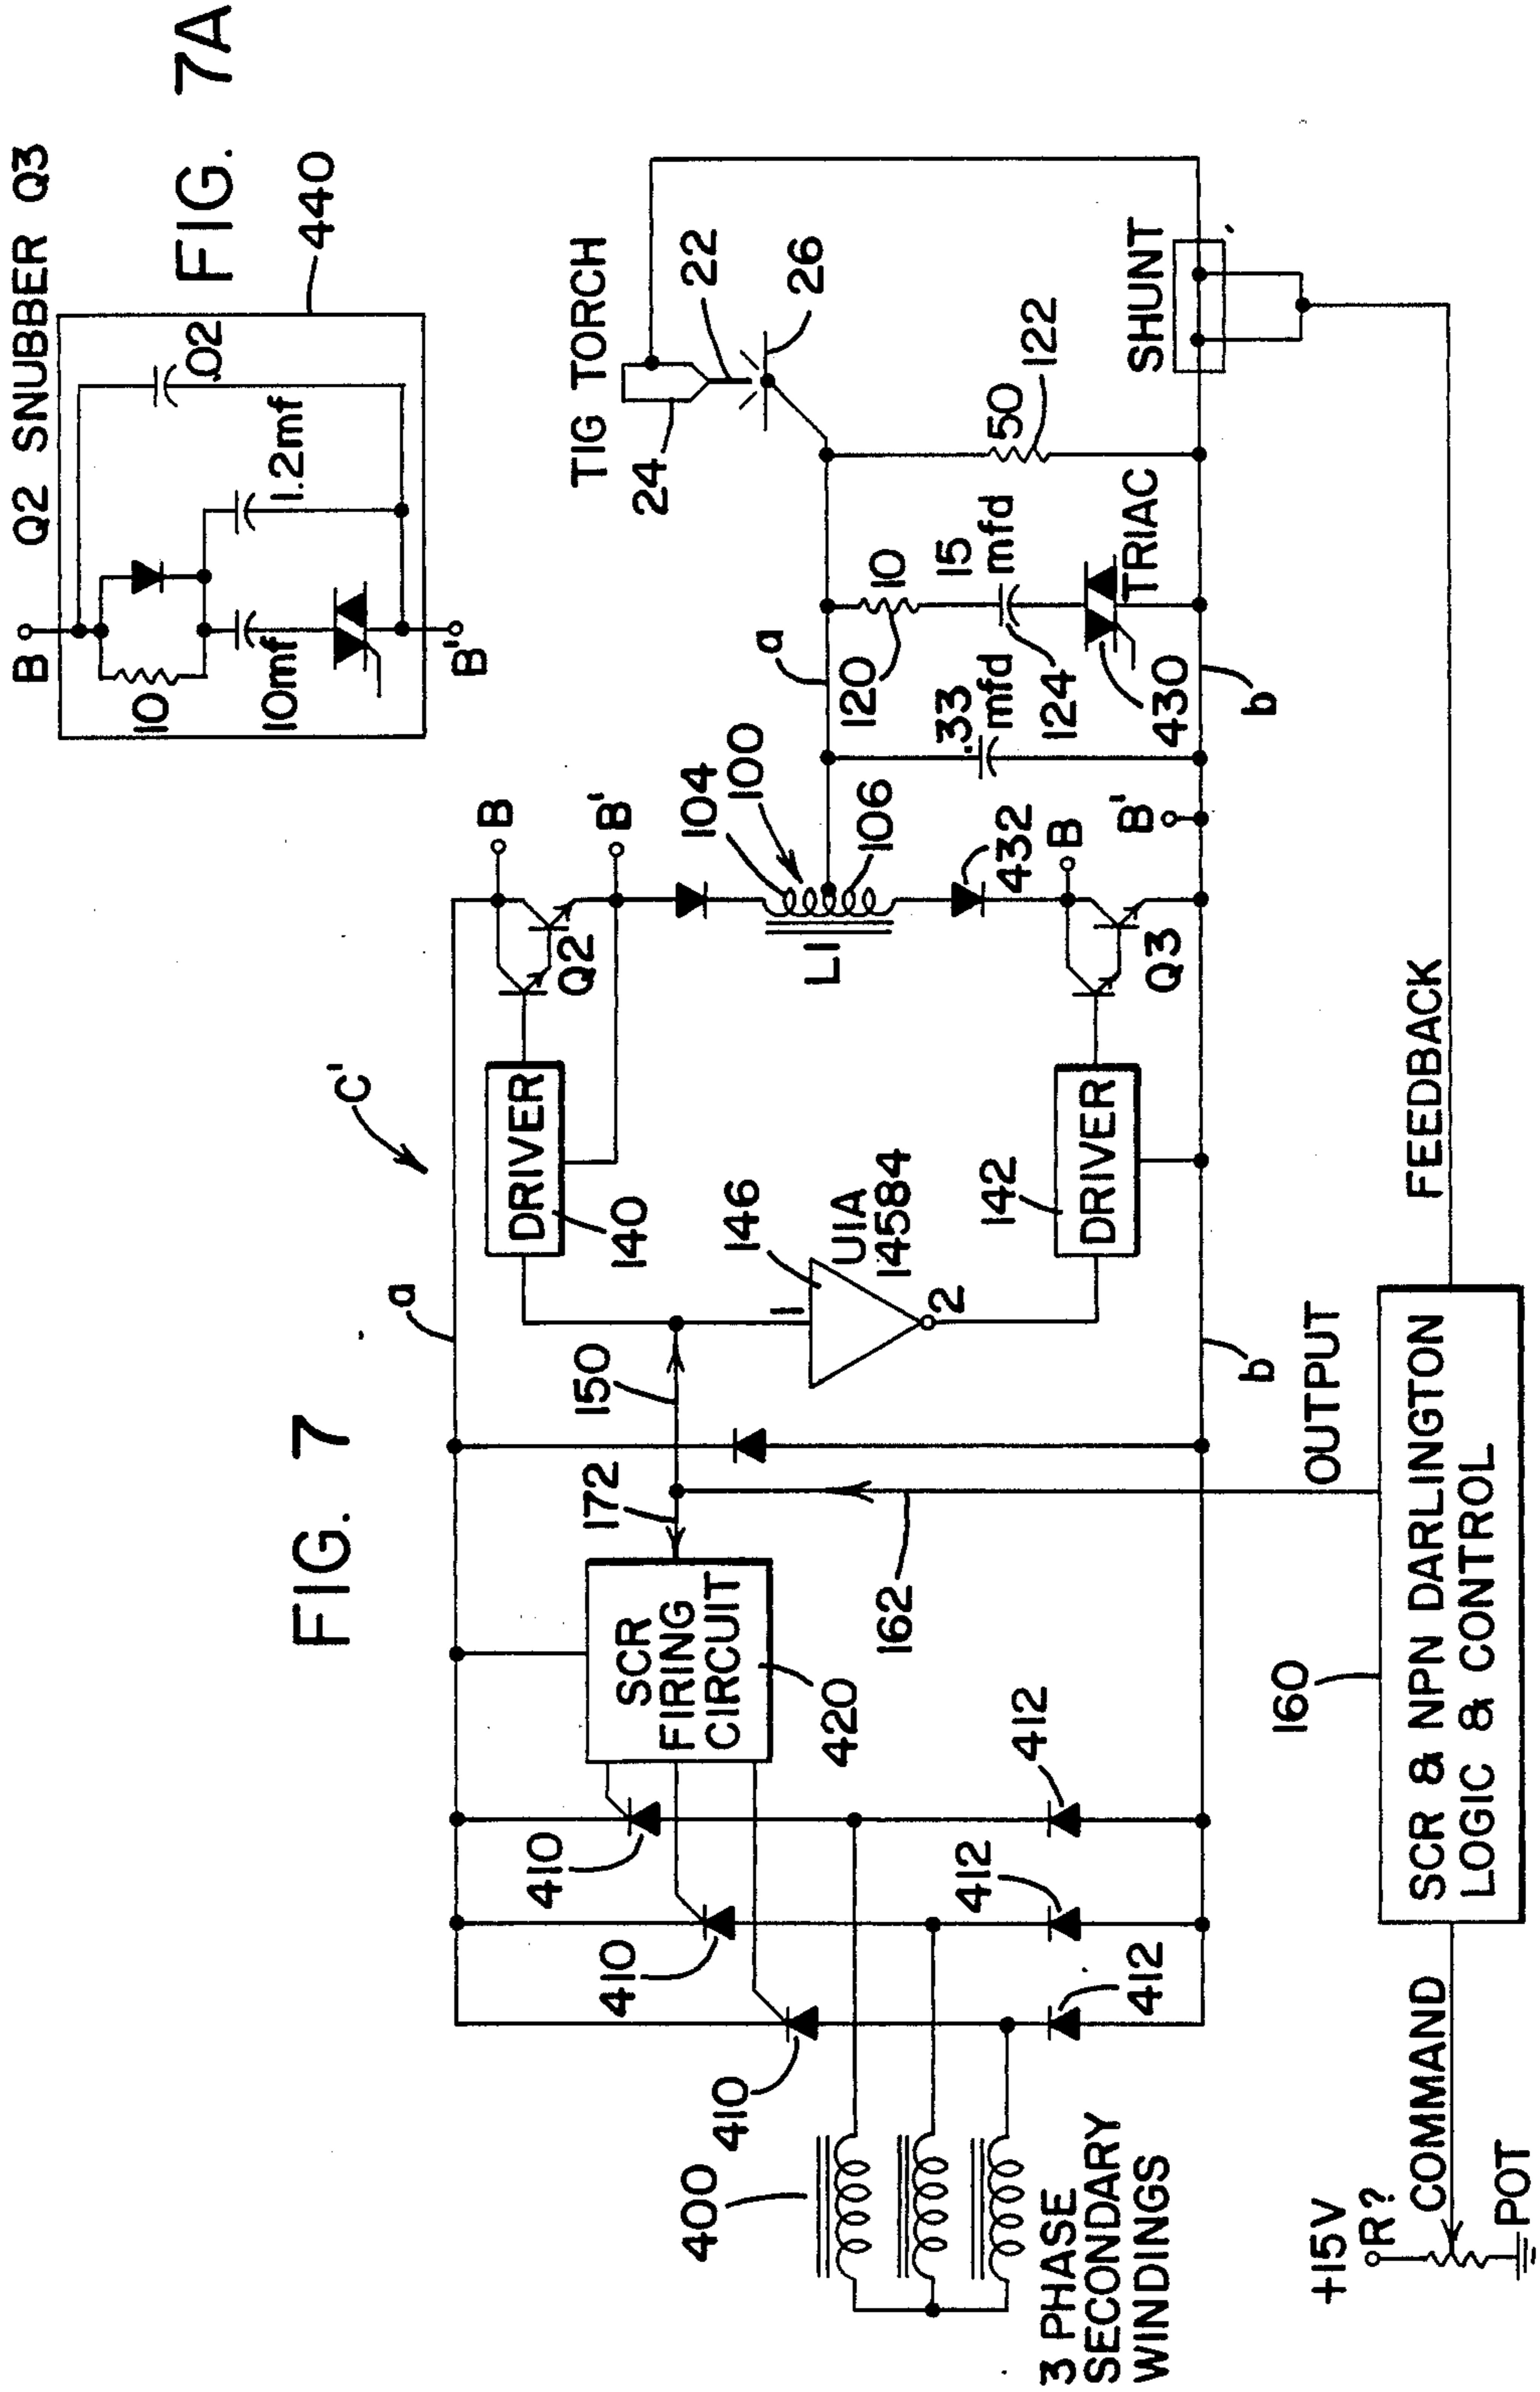 FIG. 7
FIG. 7A
Q2 SNUBBER Q3
B
440
10
.02
1.2mf
10mf
B'
C'
a
b
400
3 PHASE
SECONDARY
WINDINGS
410
410
410
412
412
412
SCR
FIRING
CIRCUIT
420
172
150
162
DRIVER
140
146
1
U1A
14584
2
DRIVER
142
Q2
B
B'
104
100
L1
106
432
B
B'
Q3
a
.33
mfd
120
10
15
mfd
124
430
TRIAC
b
50
122
TIG TORCH
24
22
26
SHUNT
FEEDBACK
OUTPUT
160
SCR & NPN DARLINGTON
LOGIC & CONTROL
COMMAND
+15V
R?
POT